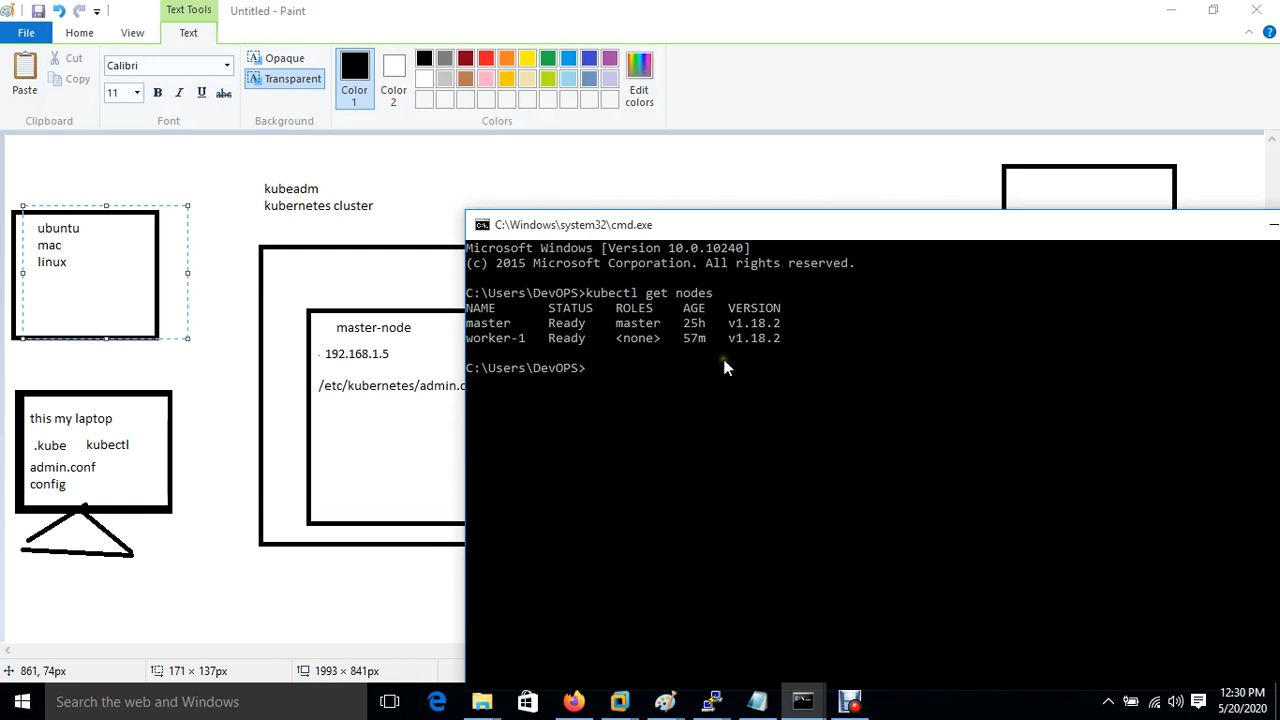 Text Tools
Untitled - Paint
File
Home
View
Text
Paste
Cut
Copy
Clipboard
Calibri
11
B
I
U
abc
Font
Opaque
Transparent
Background
Color
1
Color
2
Edit
colors
Colors
kubeadm
kubernetes cluster
ubuntu
mac
linux
master-node
192.168.1.5
/etc/kubernetes/admin.c
this my laptop
.kube kubectl
admin.conf
config
C:\Windows\system32\cmd.exe
Microsoft Windows [Version 10.0.10240]
(c) 2015 Microsoft Corporation. All rights reserved.
C:\Users\DevOPS>kubectl get nodes
NAME STATUS ROLES AGE VERSION
master Ready master 25h v1.18.2
worker-1 Ready <none> 57m v1.18.2
C:\Users\DevOPS>
861, 74px
171 × 137px
1993 × 841px
Search the web and Windows
12:30 PM
5/20/2020